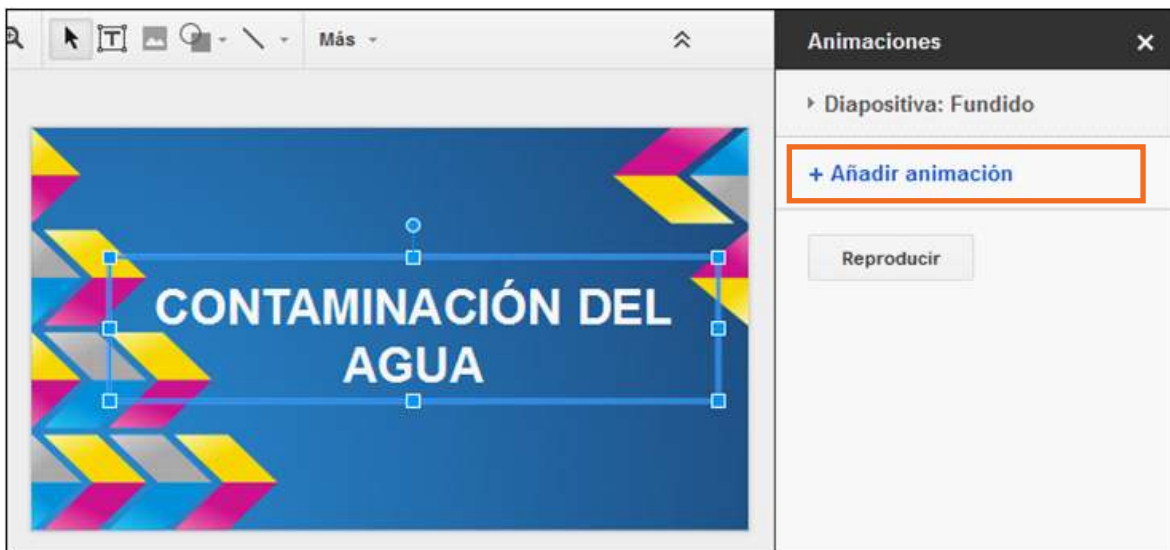 Más
Animaciones
Diapositiva: Fundido
+ Añadir animación
Reproducir
CONTAMINACIÓN DEL
AGUA